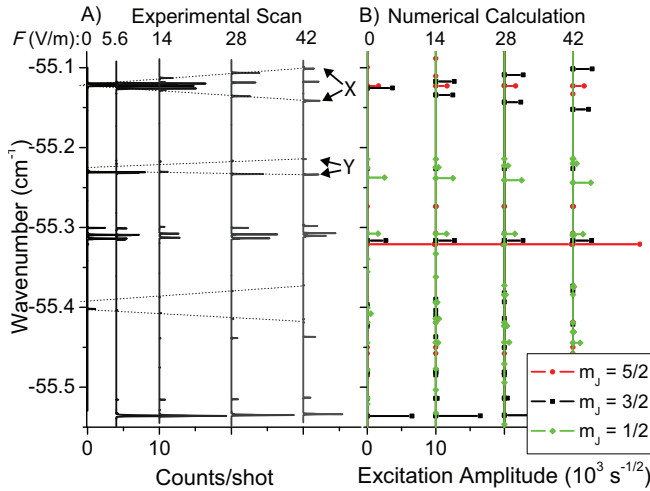 A) Experimental Scan B) Numerical Calculation
F (V/m): 0 5.6 14 28 42 0 14 28 42
-55.1
X
-55.2
Y
-55.3
-55.4
-55.5
Wavenumber (cm⁻¹)
m_J = 5/2
m_J = 3/2
m_J = 1/2
0 10 0 10
Counts/shot Excitation Amplitude (10³ s⁻¹/²)